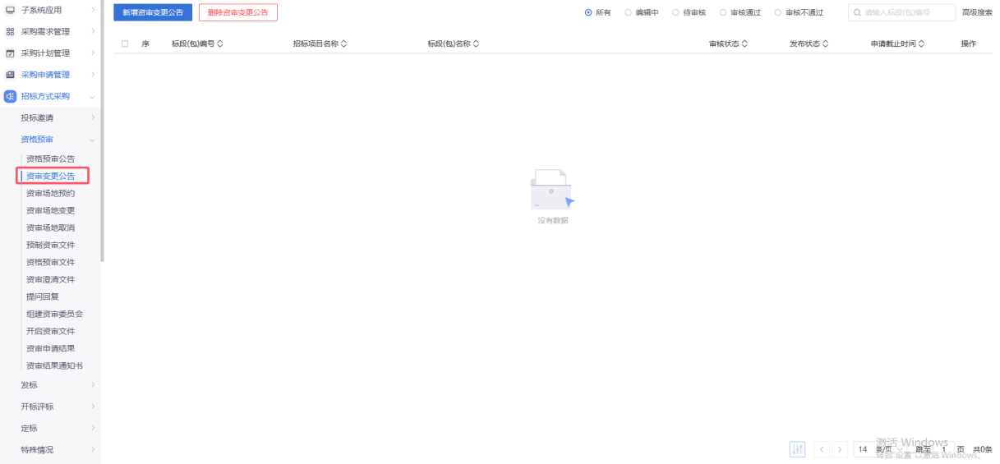 子系统应用
采购需求管理
采购计划管理
采购申请管理
招标方式采购
投标邀请
资格预审
资格预审公告
资审变更公告
资审场地预约
资审场地变更
资审场地取消
预制资审文件
资格预审文件
资审澄清文件
提问回复
组建资审委员会
开启资审文件
资审申请结果
资审结果通知书
发标
开标评标
定标
特殊情况
新增资审变更公告 删除资审变更公告 所有 编辑中 待审核 审核通过 审核不通过 请输入标段(包)编号 高级搜索
序 标段(包)编号 招标项目名称 标段(包)名称 审核状态 发布状态 申请截止时间 操作
没有数据
激活 Windows
14 条/页 跳至 1 页 共0条
转到"设置"以激活 Windows。